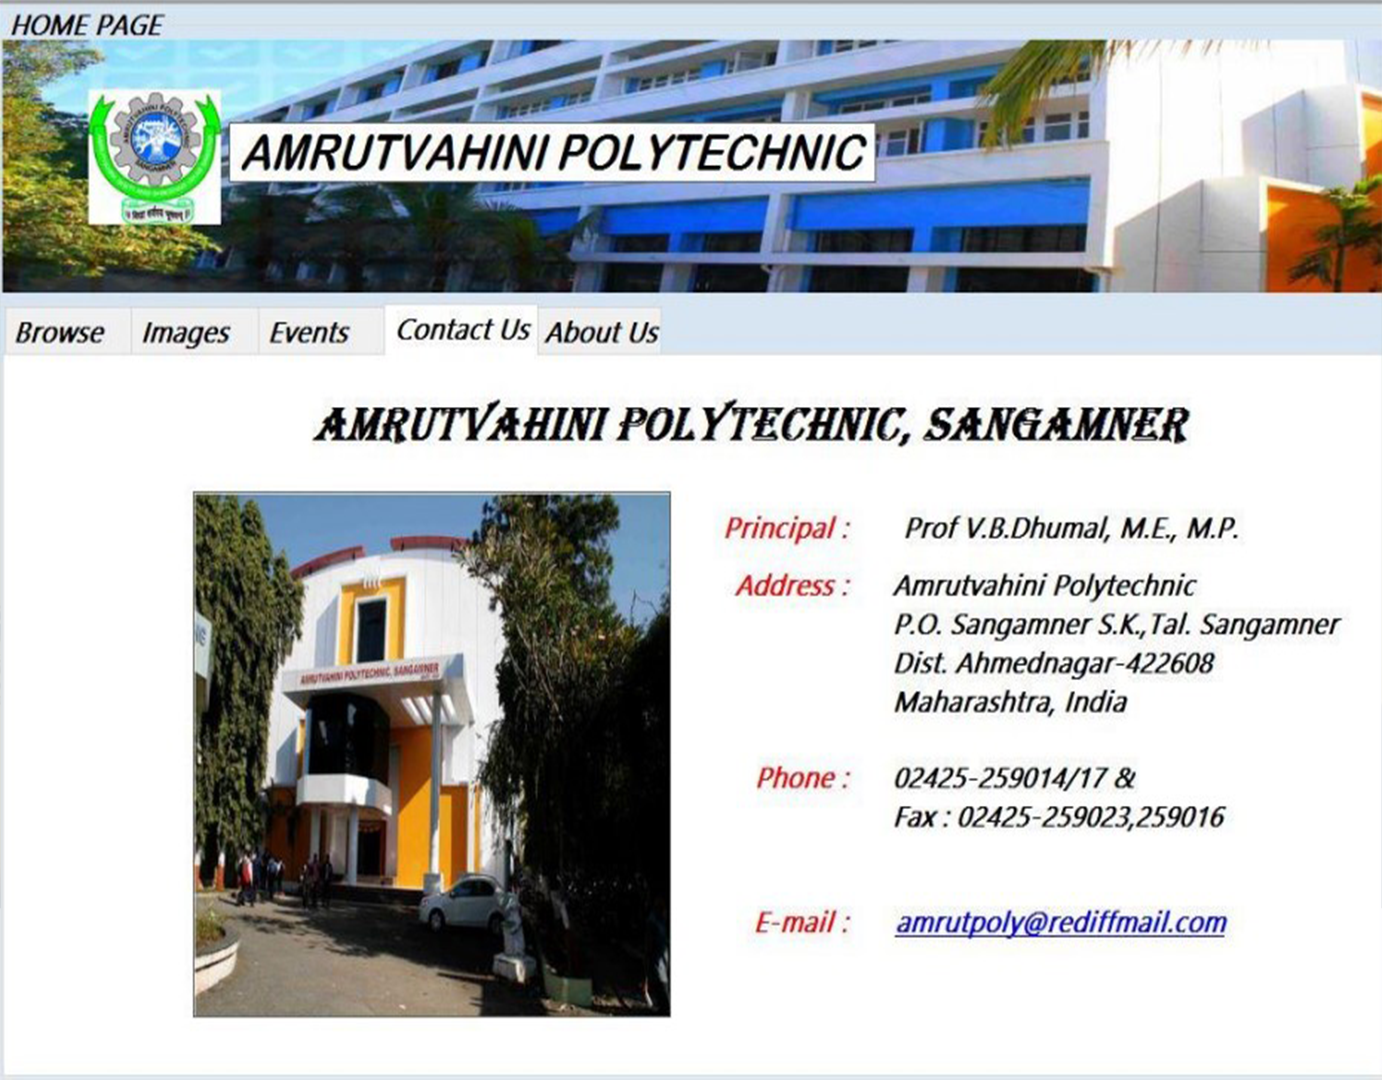 HOME PAGE
AMRUTVAHINI POLYTECHNIC
Browse
Images
Events
Contact Us
About Us
AMRUTVAHINI POLYTECHNIC, SANGAMNER
AMRUTVAHINI POLYTECHNIC, SANGAMNER
Principal : Prof V.B.Dhumal, M.E., M.P.
Address : Amrutvahini Polytechnic
P.O. Sangamner S.K.,Tal. Sangamner
Dist. Ahmednagar-422608
Maharashtra, India
Phone : 02425-259014/17 &
Fax : 02425-259023,259016
E-mail : amrutpoly@rediffmail.com